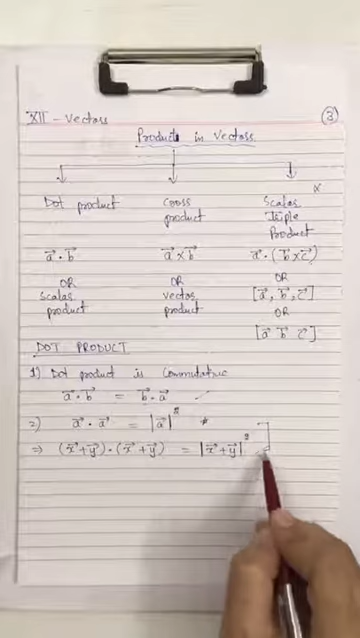 XII - Vectors (3)
Products in Vectors
Dot product Cross product Scalar Triple Product x
a⃗ · b⃗ a⃗ × b⃗ a⃗ · (b⃗ × c⃗)
OR OR OR
Scalar product Vector product [a⃗, b⃗, c⃗]
OR
[a⃗ b⃗ c⃗]
DOT PRODUCT
1) Dot product is Commutative
a⃗ · b⃗ = b⃗ · a⃗ ✓
2) a⃗ · a⃗ = |a⃗|² *
⇒ (x⃗+y⃗) · (x⃗+y⃗) = |x⃗+y⃗|²